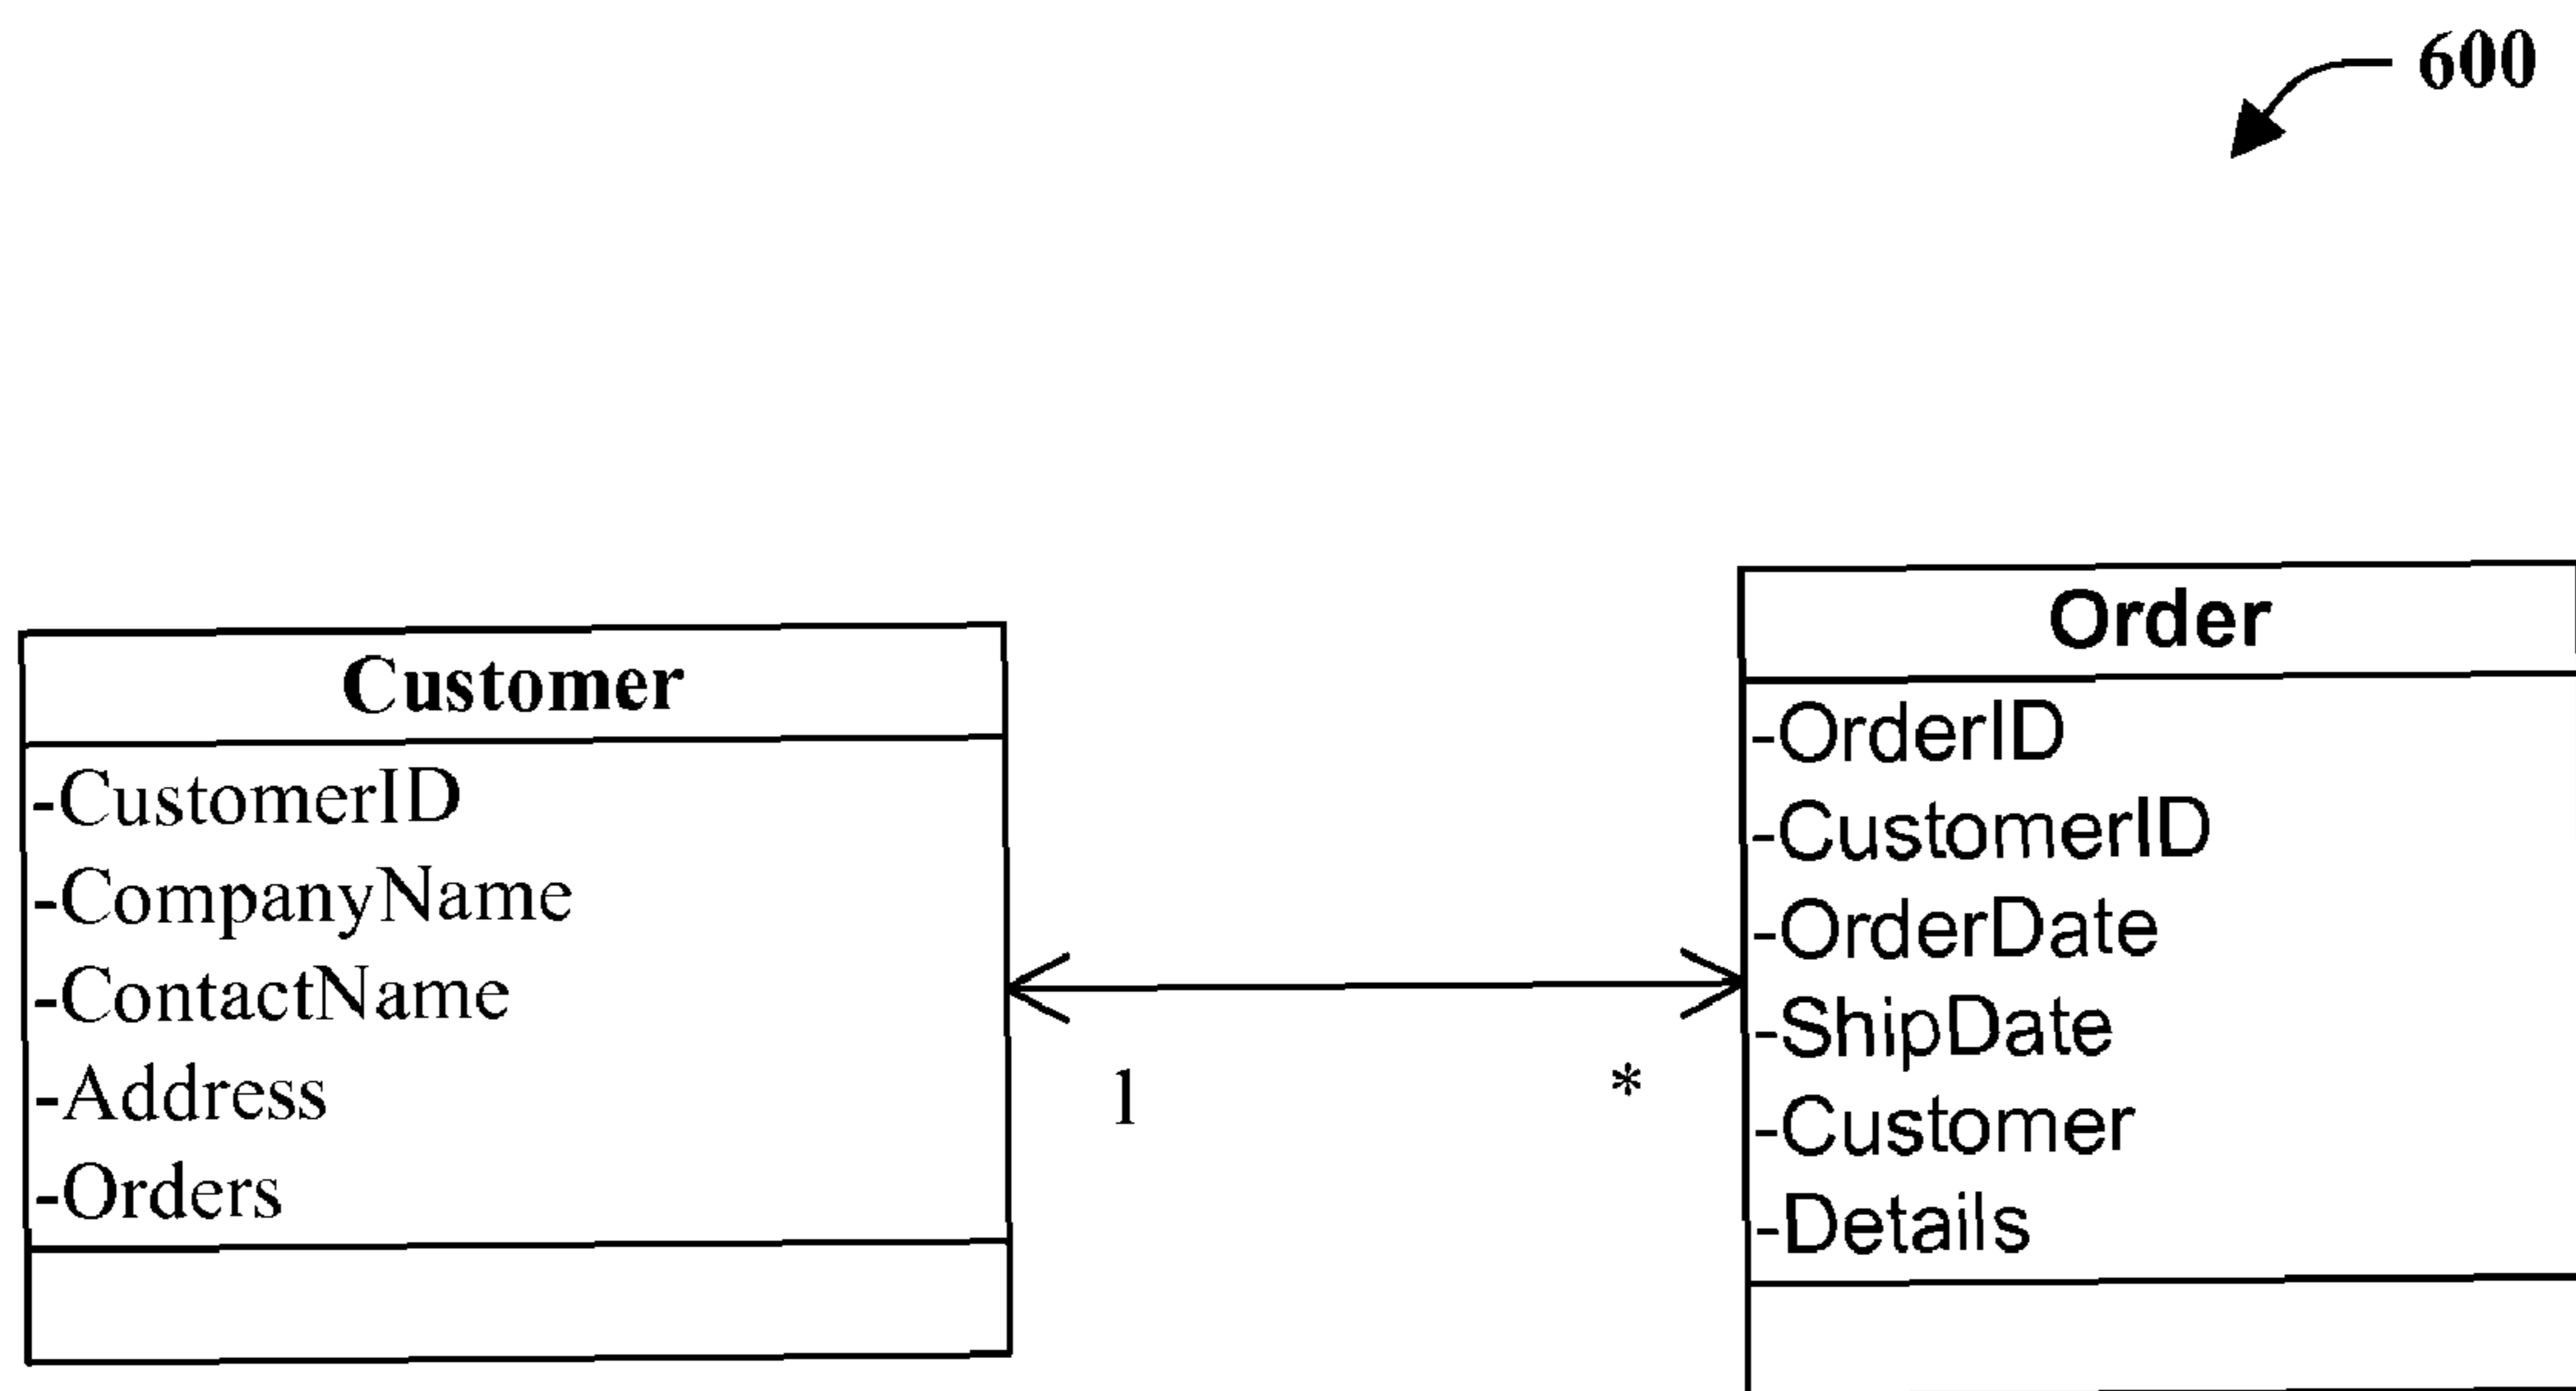 600
Customer
-CustomerID
-CompanyName
-ContactName
-Address
-Orders
1
*
Order
-OrderID
-CustomerID
-OrderDate
-ShipDate
-Customer
-Details